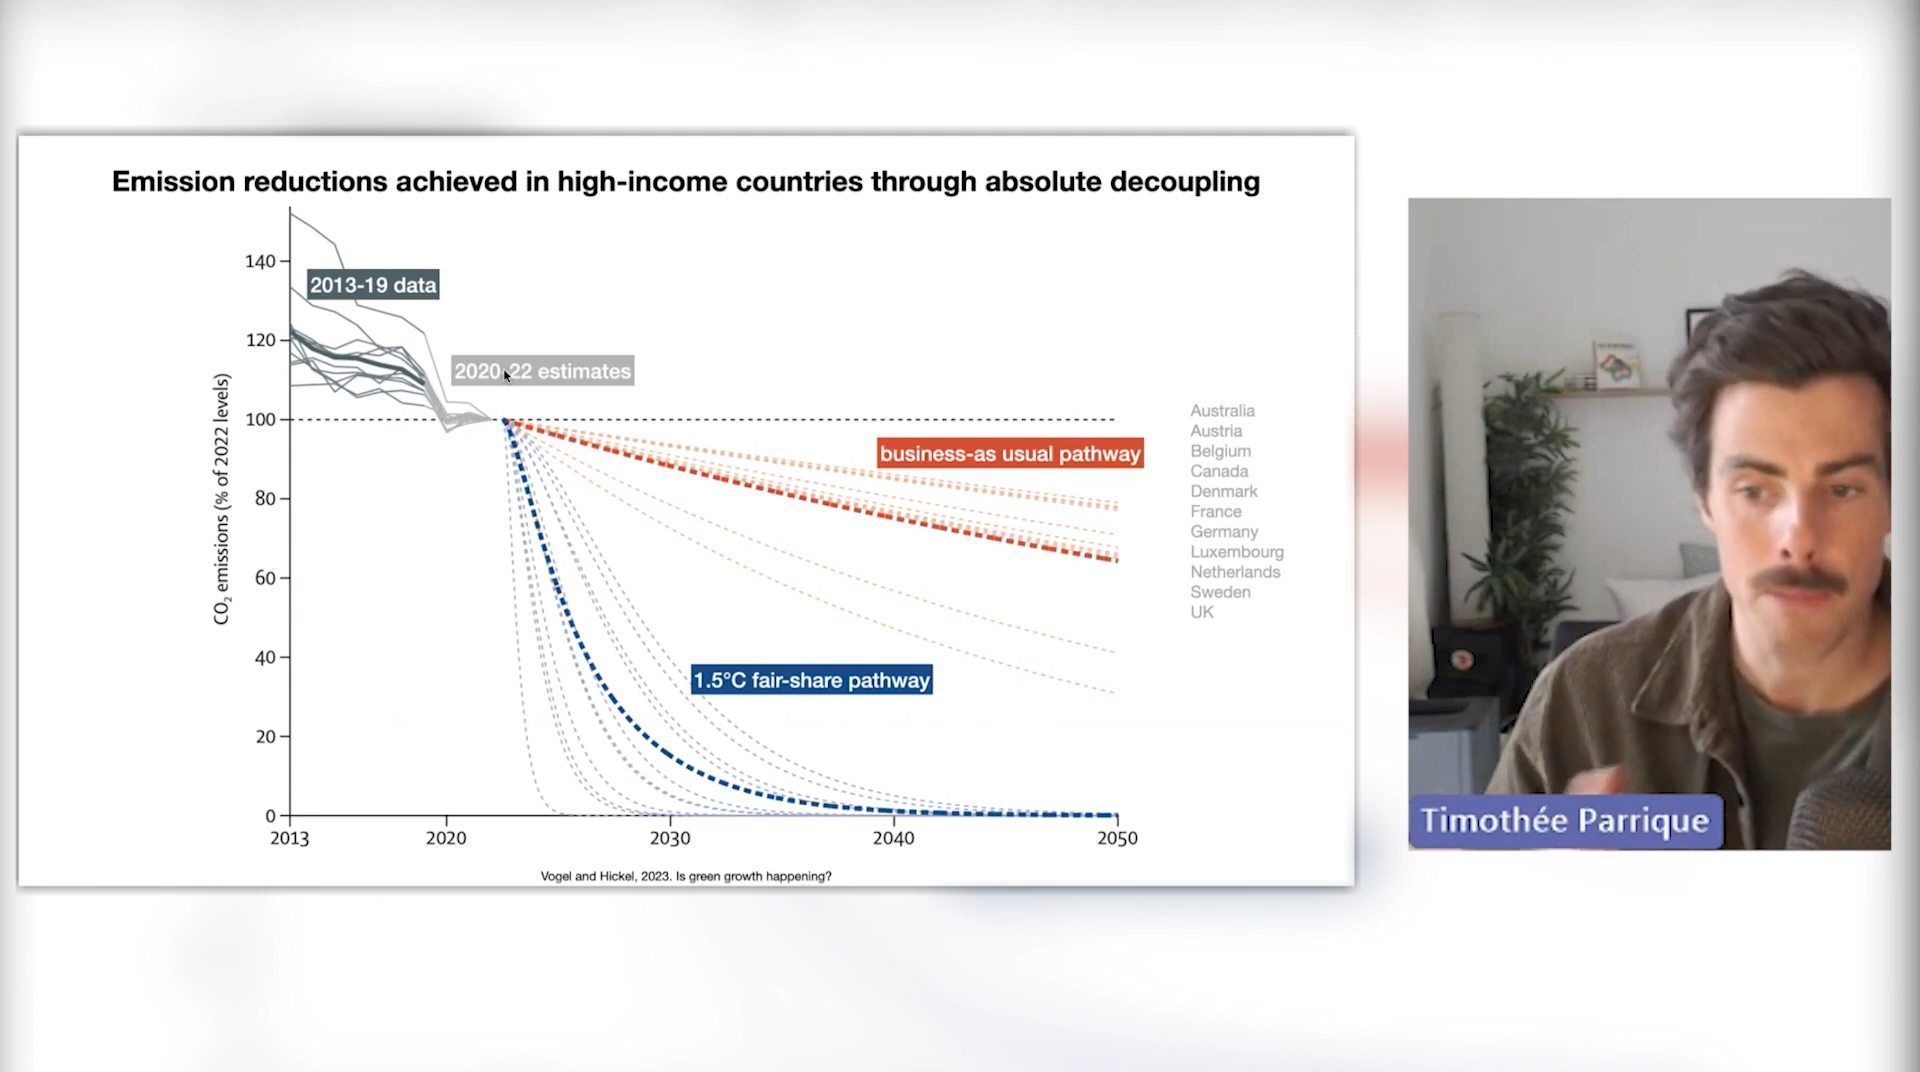 Emission reductions achieved in high-income countries through absolute decoupling
CO₂ emissions (% of 2022 levels)
140
120
100
80
60
40
20
0
2013
2020
2030
2040
2050
2013-19 data
2020-22 estimates
business-as usual pathway
1.5°C fair-share pathway
Australia
Austria
Belgium
Canada
Denmark
France
Germany
Luxembourg
Netherlands
Sweden
UK
Vogel and Hickel, 2023. Is green growth happening?
Timothée Parrique